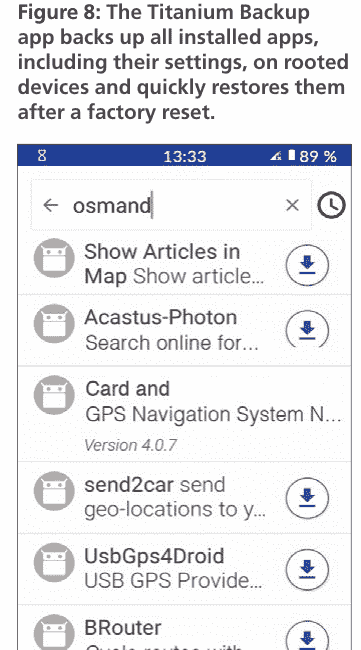 Figure 8: The Titanium Backup
app backs up all installed apps,
including their settings, on rooted
devices and quickly restores them
after a factory reset.
13:33 89 %
osmand
Show Articles in
Map Show article...
Acastus-Photon
Search online for...
Card and
GPS Navigation System N...
Version 4.0.7
send2car send
geo-locations to y...
UsbGps4Droid
USB GPS Provide...
BRouter